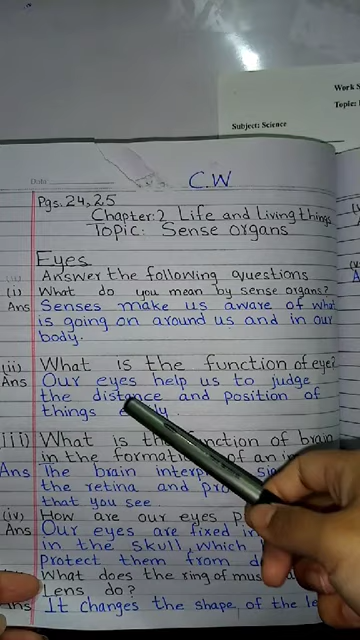 Work S
Topic:
Subject: Science
Date
C.W
Pgs. 24,25
Chapter: 2 Life and Living things
Topic: Sense organs
Eyes
Answer the following questions
(i) What do you mean by sense organs?
Ans Senses make us aware of what
is going on around us and in our
body.
(ii) What is the function of eye?
Ans Our eyes help us to judge
the distance and position of
things
(iii) What is the function of brain
in the of an
Ans The brain
the retina and
that you see
(iv) How are our eyes
Ans Our eyes are fixed
in the skull, which
protect them from
What does the ring of
Lens do?
Ans It changes the shape of the